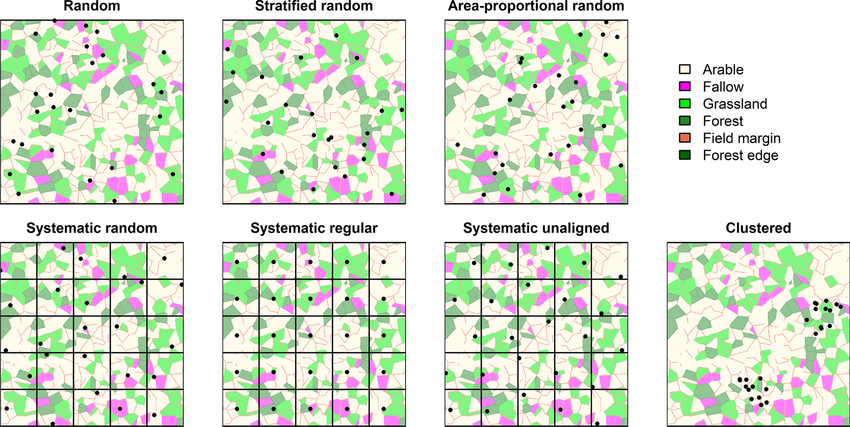 Random
Stratified random
Area-proportional random
Arable
Fallow
Grassland
Forest
Field margin
Forest edge
Systematic random
Systematic regular
Systematic unaligned
Clustered